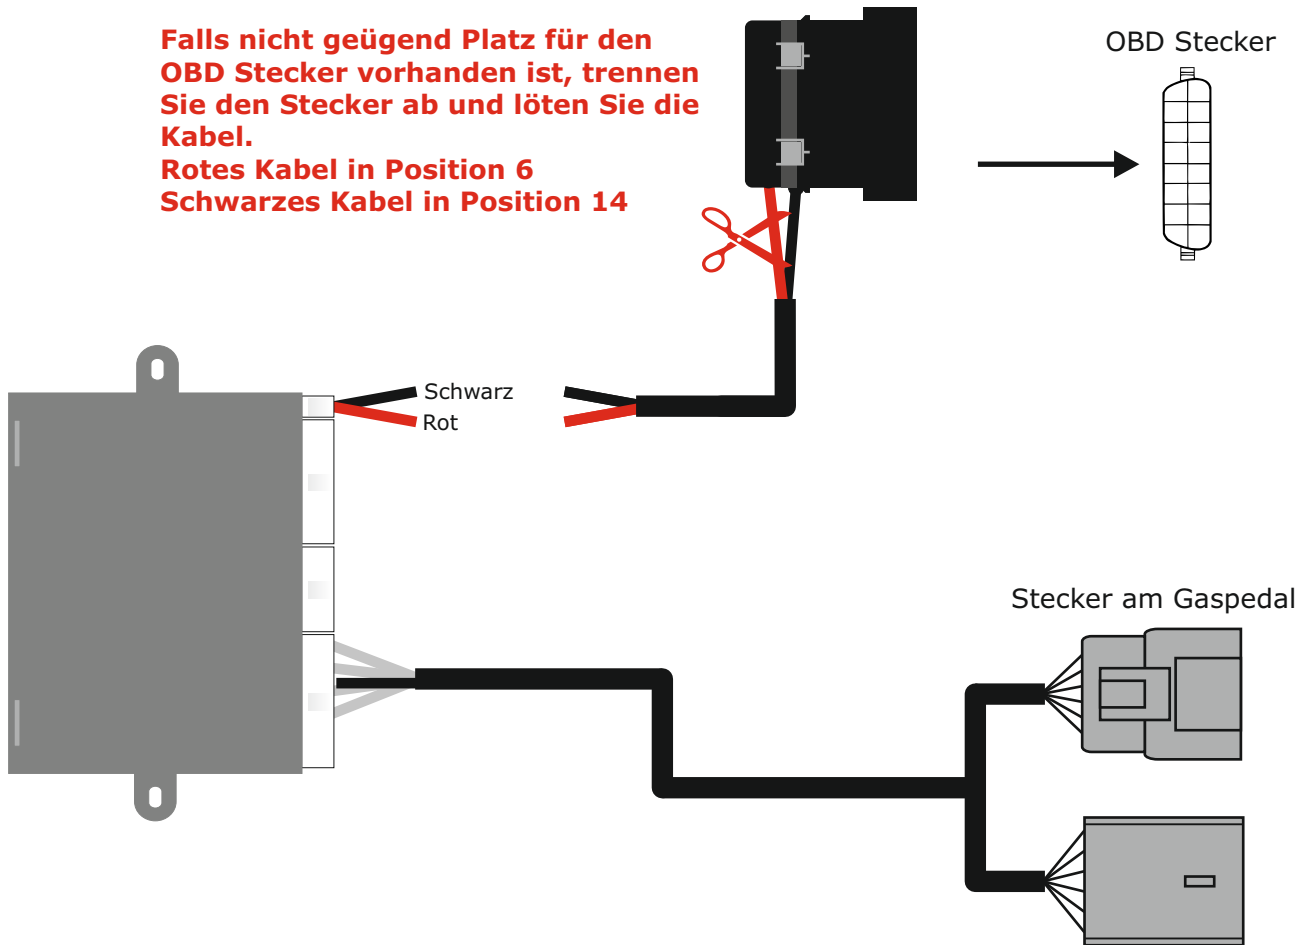 Falls nicht geügend Platz für den
OBD Stecker vorhanden ist, trennen
Sie den Stecker ab und löten Sie die
Kabel.
Rotes Kabel in Position 6
Schwarzes Kabel in Position 14
OBD Stecker
Schwarz
Rot
Stecker am Gaspedal